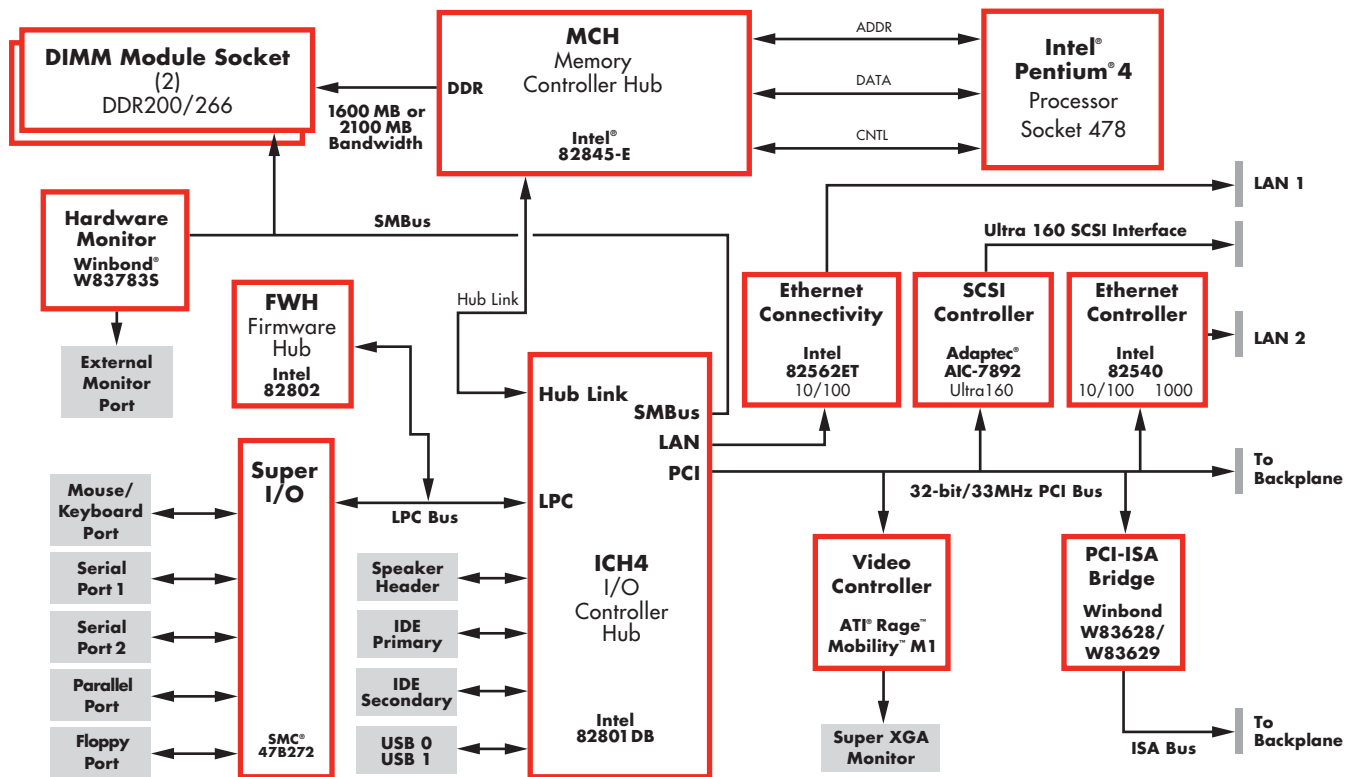 DIMM Module Socket
(2)
DDR200/266
1600 MB or
2100 MB
Bandwidth
DDR
MCH
Memory
Controller Hub
Intel®
82845-E
ADDR
DATA
CNTL
Intel®
Pentium® 4
Processor
Socket 478
LAN 1
Ultra 160 SCSI Interface
Hardware
Monitor
Winbond®
W83783S
SMBus
External
Monitor
Port
FWH
Firmware
Hub
Intel
82802
Hub Link
Ethernet
Connectivity
Intel
82562ET
10/100
SCSI
Controller
Adaptec®
AIC-7892
Ultra160
Ethernet
Controller
Intel
82540
10/100 1000
LAN 2
Hub Link
SMBus
LAN
PCI
LPC
ICH4
I/O
Controller
Hub
Intel
82801DB
32-bit/33MHz PCI Bus
To
Backplane
Super
I/O
SMC®
47B272
LPC Bus
Mouse/
Keyboard
Port
Serial
Port 1
Serial
Port 2
Parallel
Port
Floppy
Port
Speaker
Header
IDE
Primary
IDE
Secondary
USB 0
USB 1
Video
Controller
ATI® Rage™
Mobility™ M1
Super XGA
Monitor
PCI-ISA
Bridge
Winbond
W83628/
W83629
ISA Bus
To
Backplane